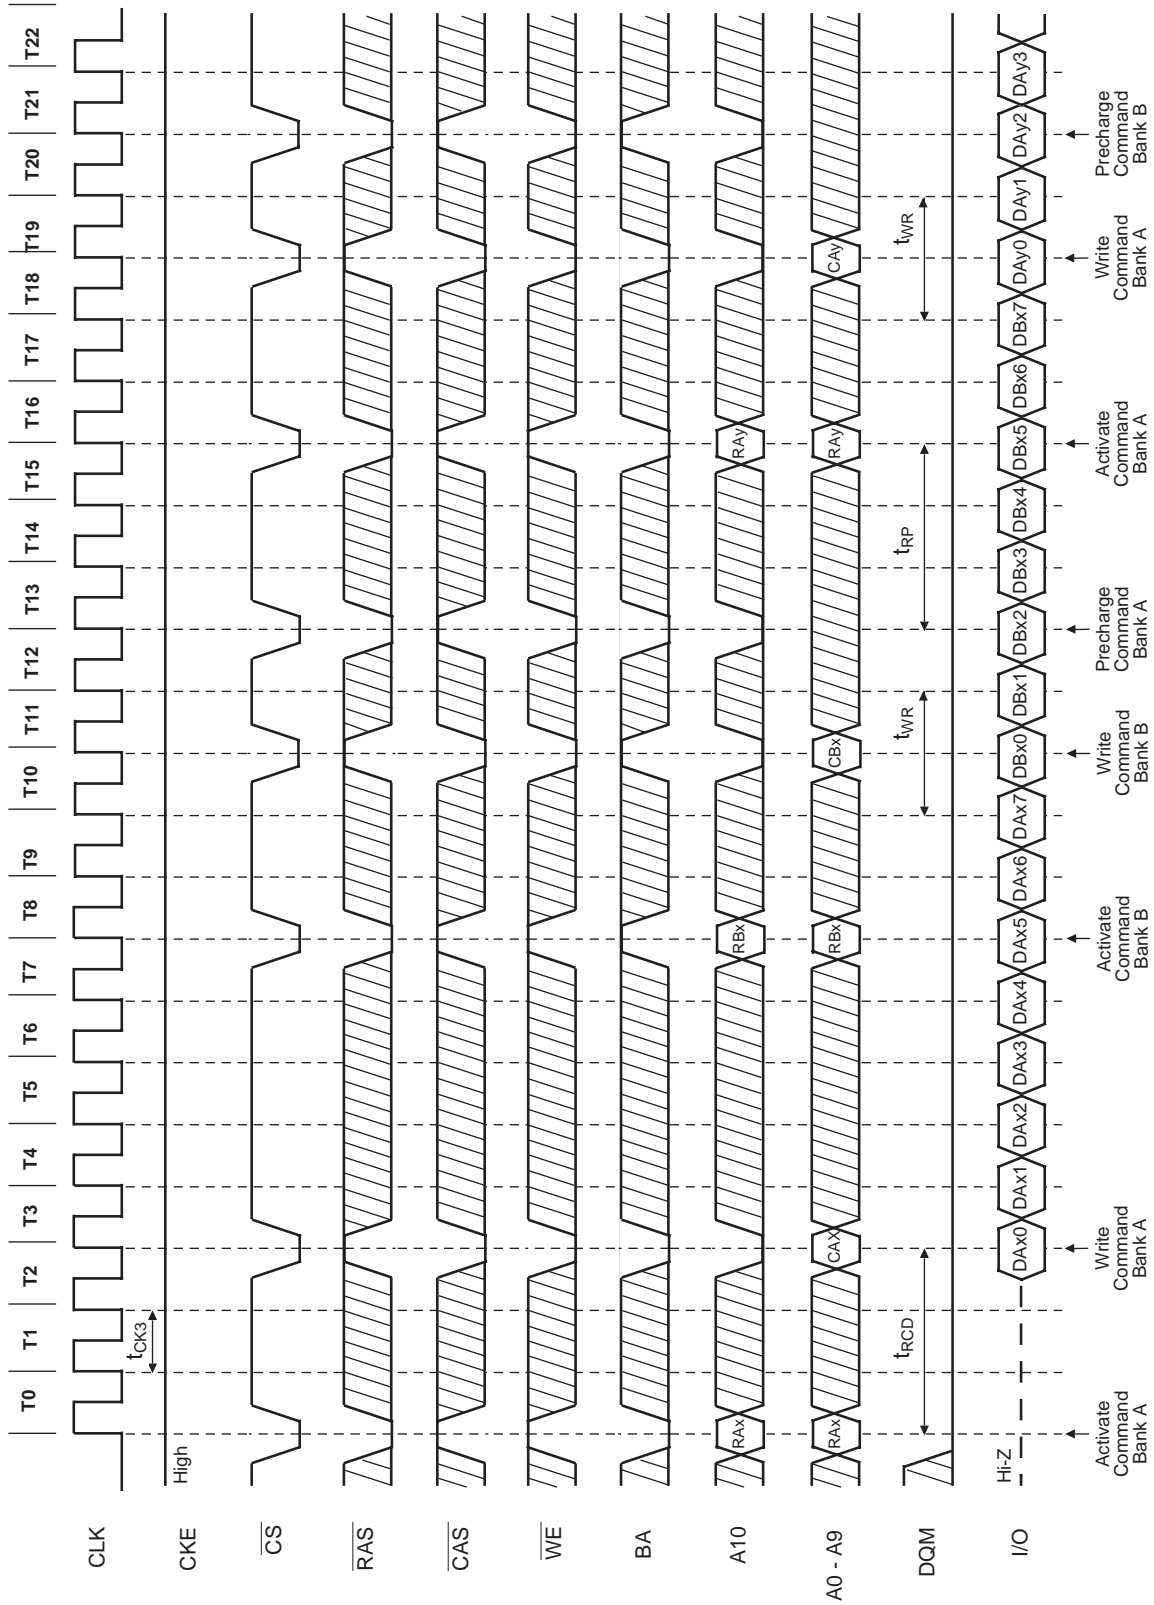 T0 T1 T2 T3 T4 T5 T6 T7 T8 T9 T10 T11 T12 T13 T14 T15 T16 T17 T18 T19 T20 T21 T22
CLK
tCK3
CKE
High
CS
RAS
CAS
WE
BA
A10
RAx RBx RAy
A0 - A9
RAx CAX RBx CBx RAy CAy
DQM
tRCD tWR tRP tWR
I/O
Hi-Z
DAx0 DAx1 DAx2 DAx3 DAx4 DAx5 DAx6 DAx7 DBx0 DBx1 DBx2 DBx3 DBx4 DBx5 DBx6 DBx7 DAy0 DAy1 DAy2 DAy3
Activate
Command
Bank A
Write
Command
Bank A
Activate
Command
Bank B
Write
Command
Bank B
Precharge
Command
Bank A
Activate
Command
Bank A
Write
Command
Bank A
Precharge
Command
Bank B